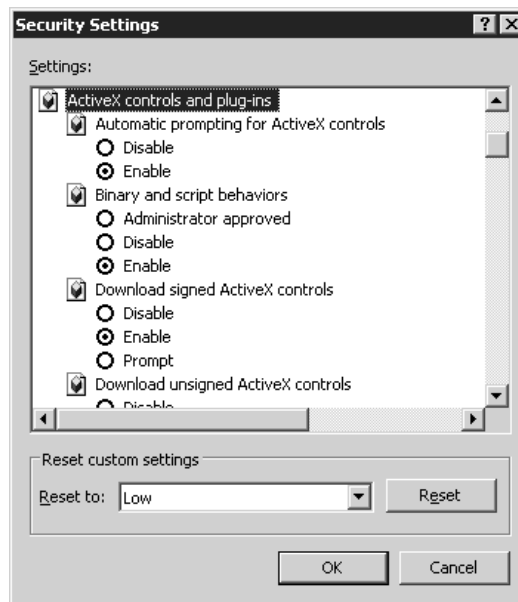 Security Settings
Settings:
ActiveX controls and plug-ins
Automatic prompting for ActiveX controls
Disable
Enable
Binary and script behaviors
Administrator approved
Disable
Enable
Download signed ActiveX controls
Disable
Enable
Prompt
Download unsigned ActiveX controls
Disable
Reset custom settings
Reset to: Low Reset
OK Cancel